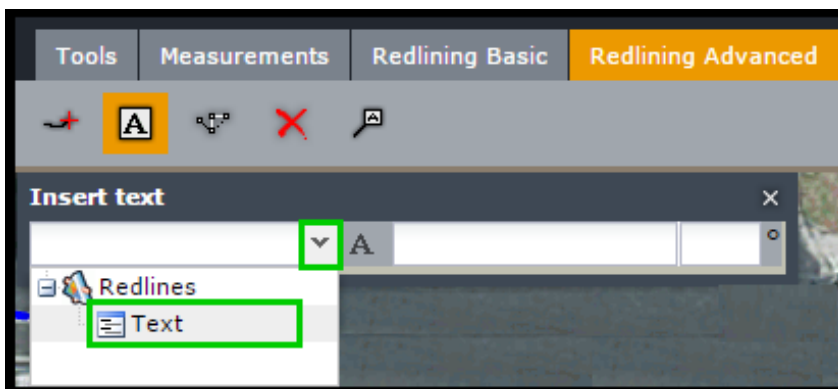 Tools Measurements Redlining Basic Redlining Advanced
A A
Insert text ×
A °
Redlines
Text